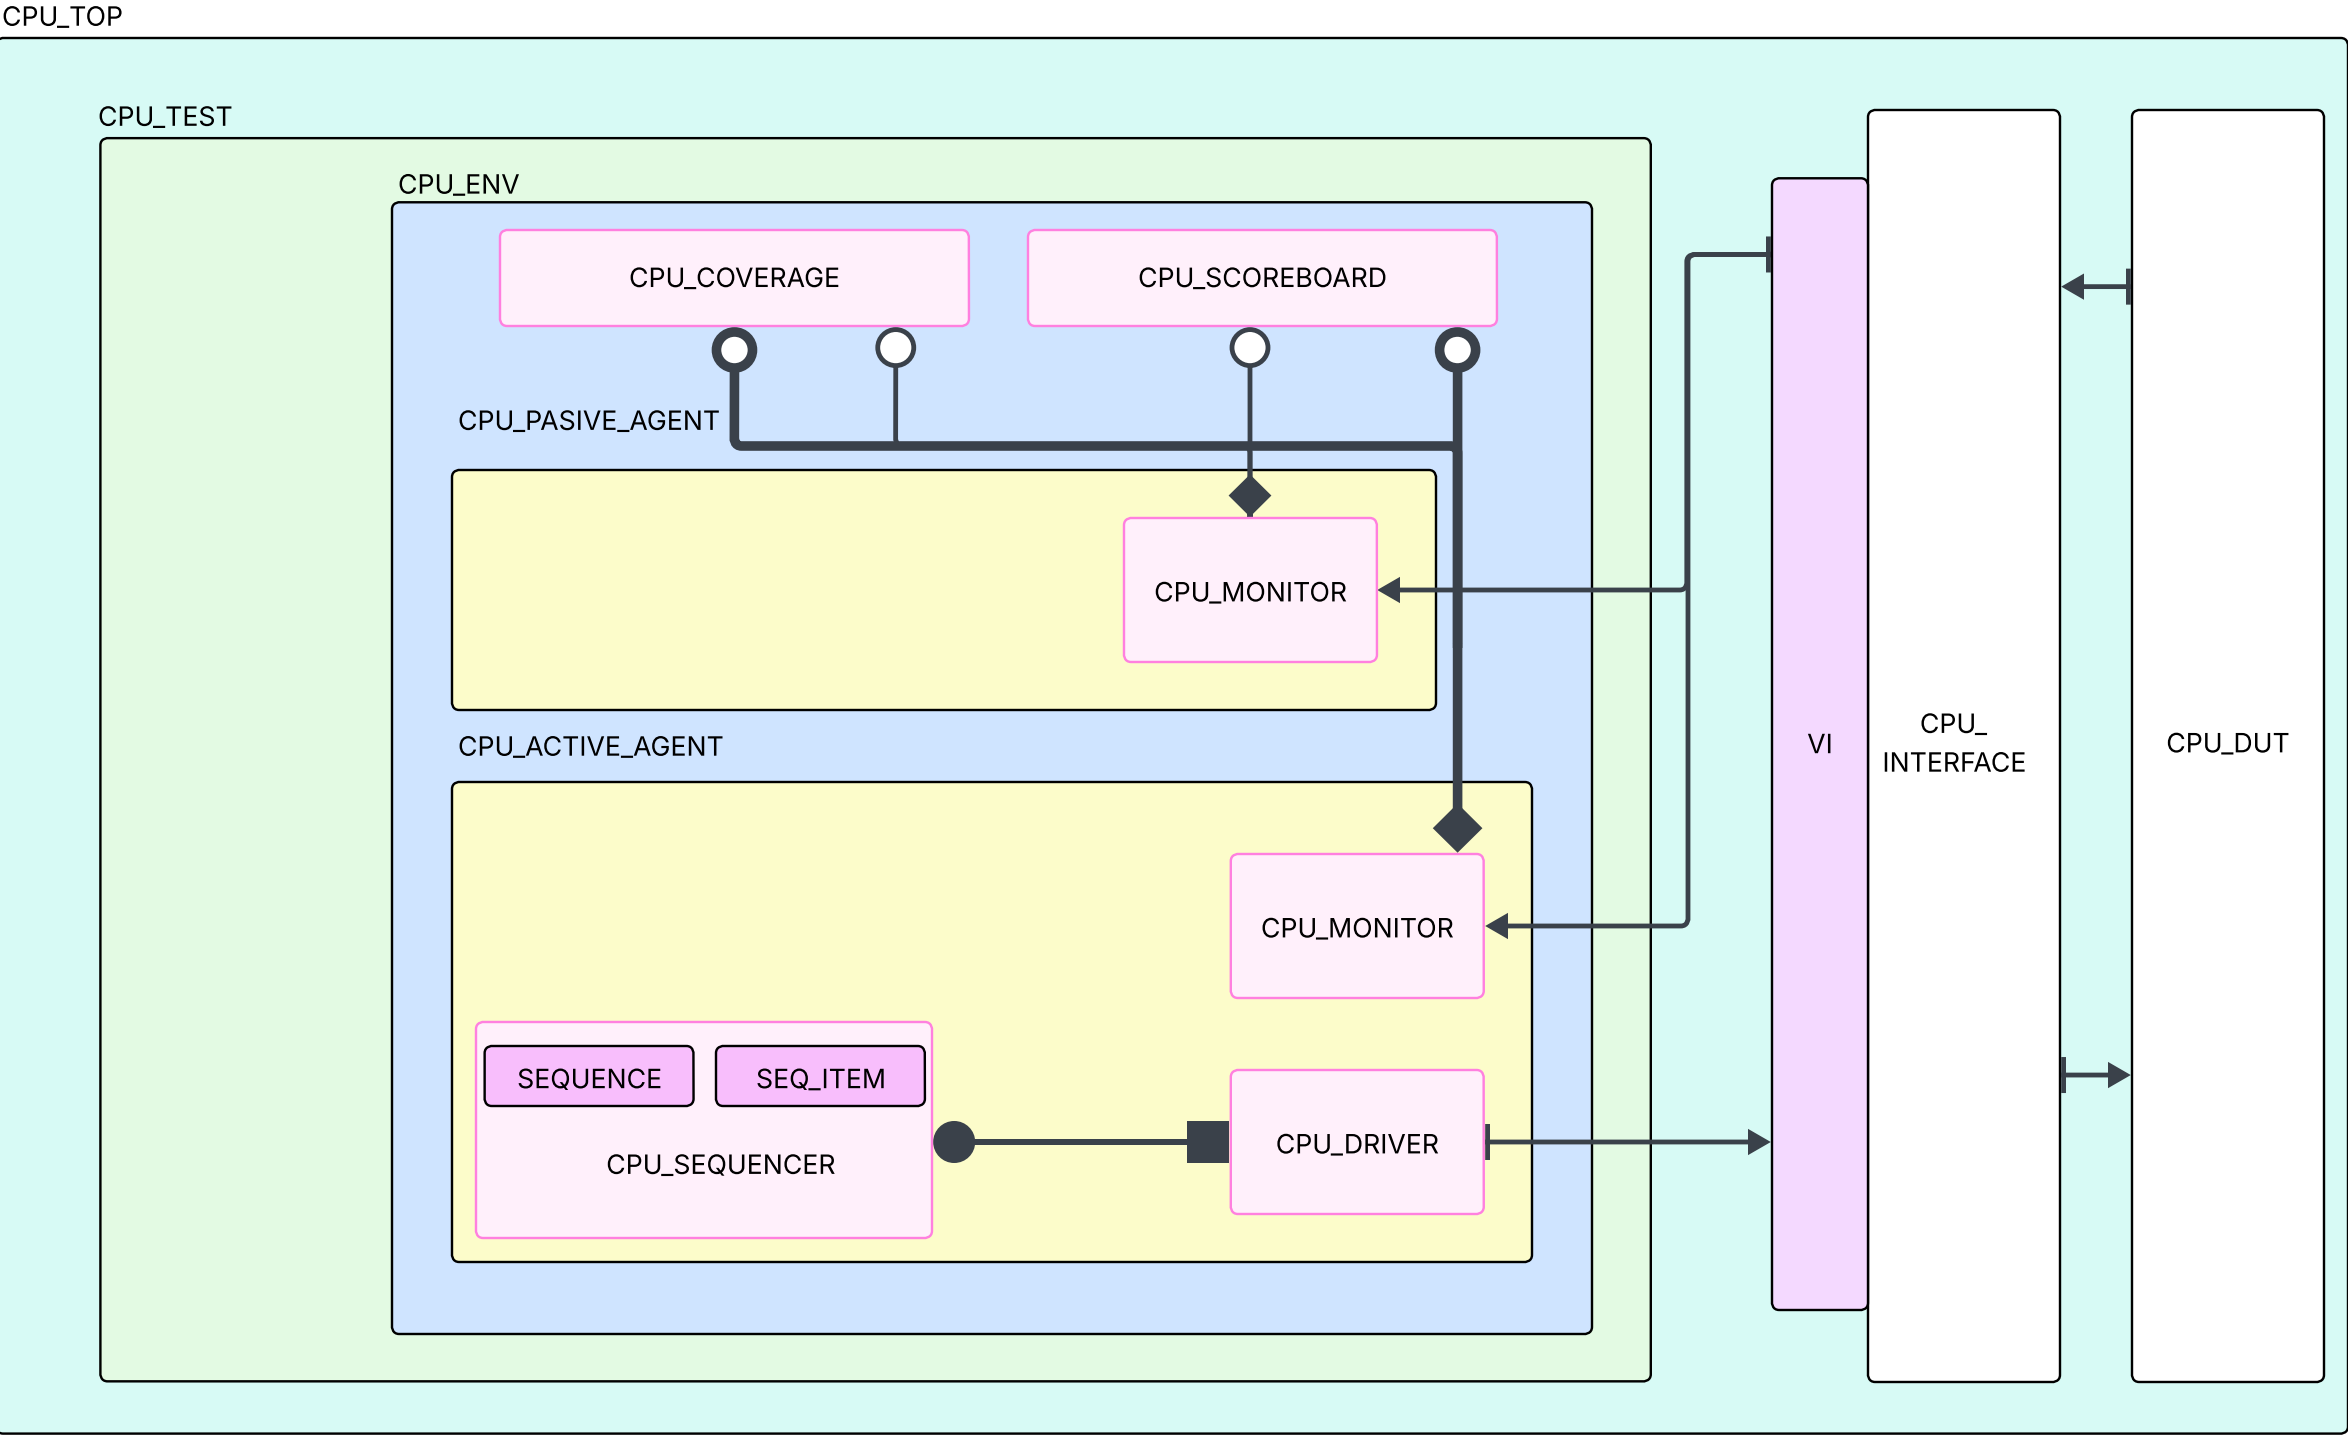 CPU_TOP
CPU_TEST
CPU_ENV
CPU_COVERAGE
CPU_SCOREBOARD
CPU_PASIVE_AGENT
CPU_MONITOR
CPU_ACTIVE_AGENT
CPU_MONITOR
SEQUENCE
SEQ_ITEM
CPU_SEQUENCER
CPU_DRIVER
VI
CPU_
INTERFACE
CPU_DUT